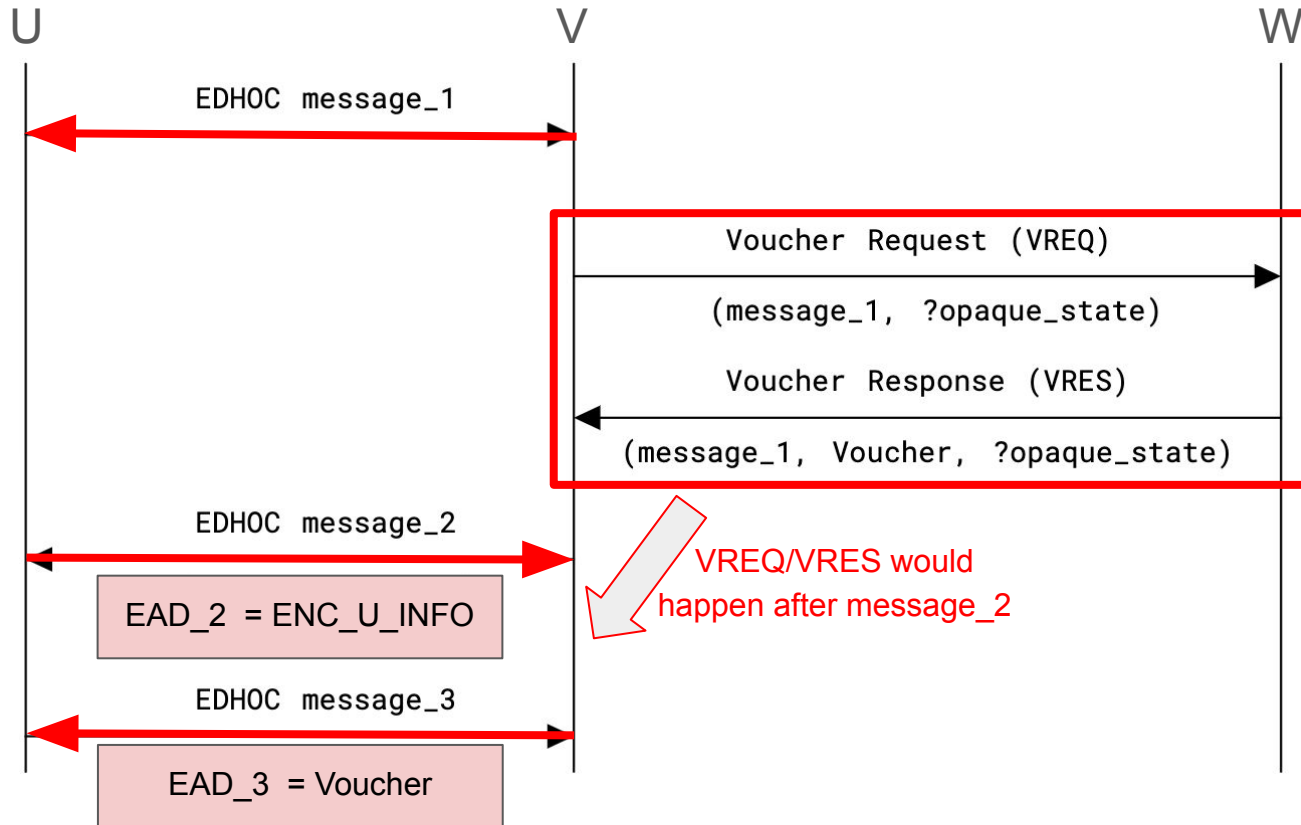 U
V
W
EDHOC message_1
Voucher Request (VREQ)
(message_1, ?opaque_state)
Voucher Response (VRES)
(message_1, Voucher, ?opaque_state)
EDHOC message_2
VREQ/VRES would
happen after message_2
EAD_2 = ENC_U_INFO
EDHOC message_3
EAD_3 = Voucher